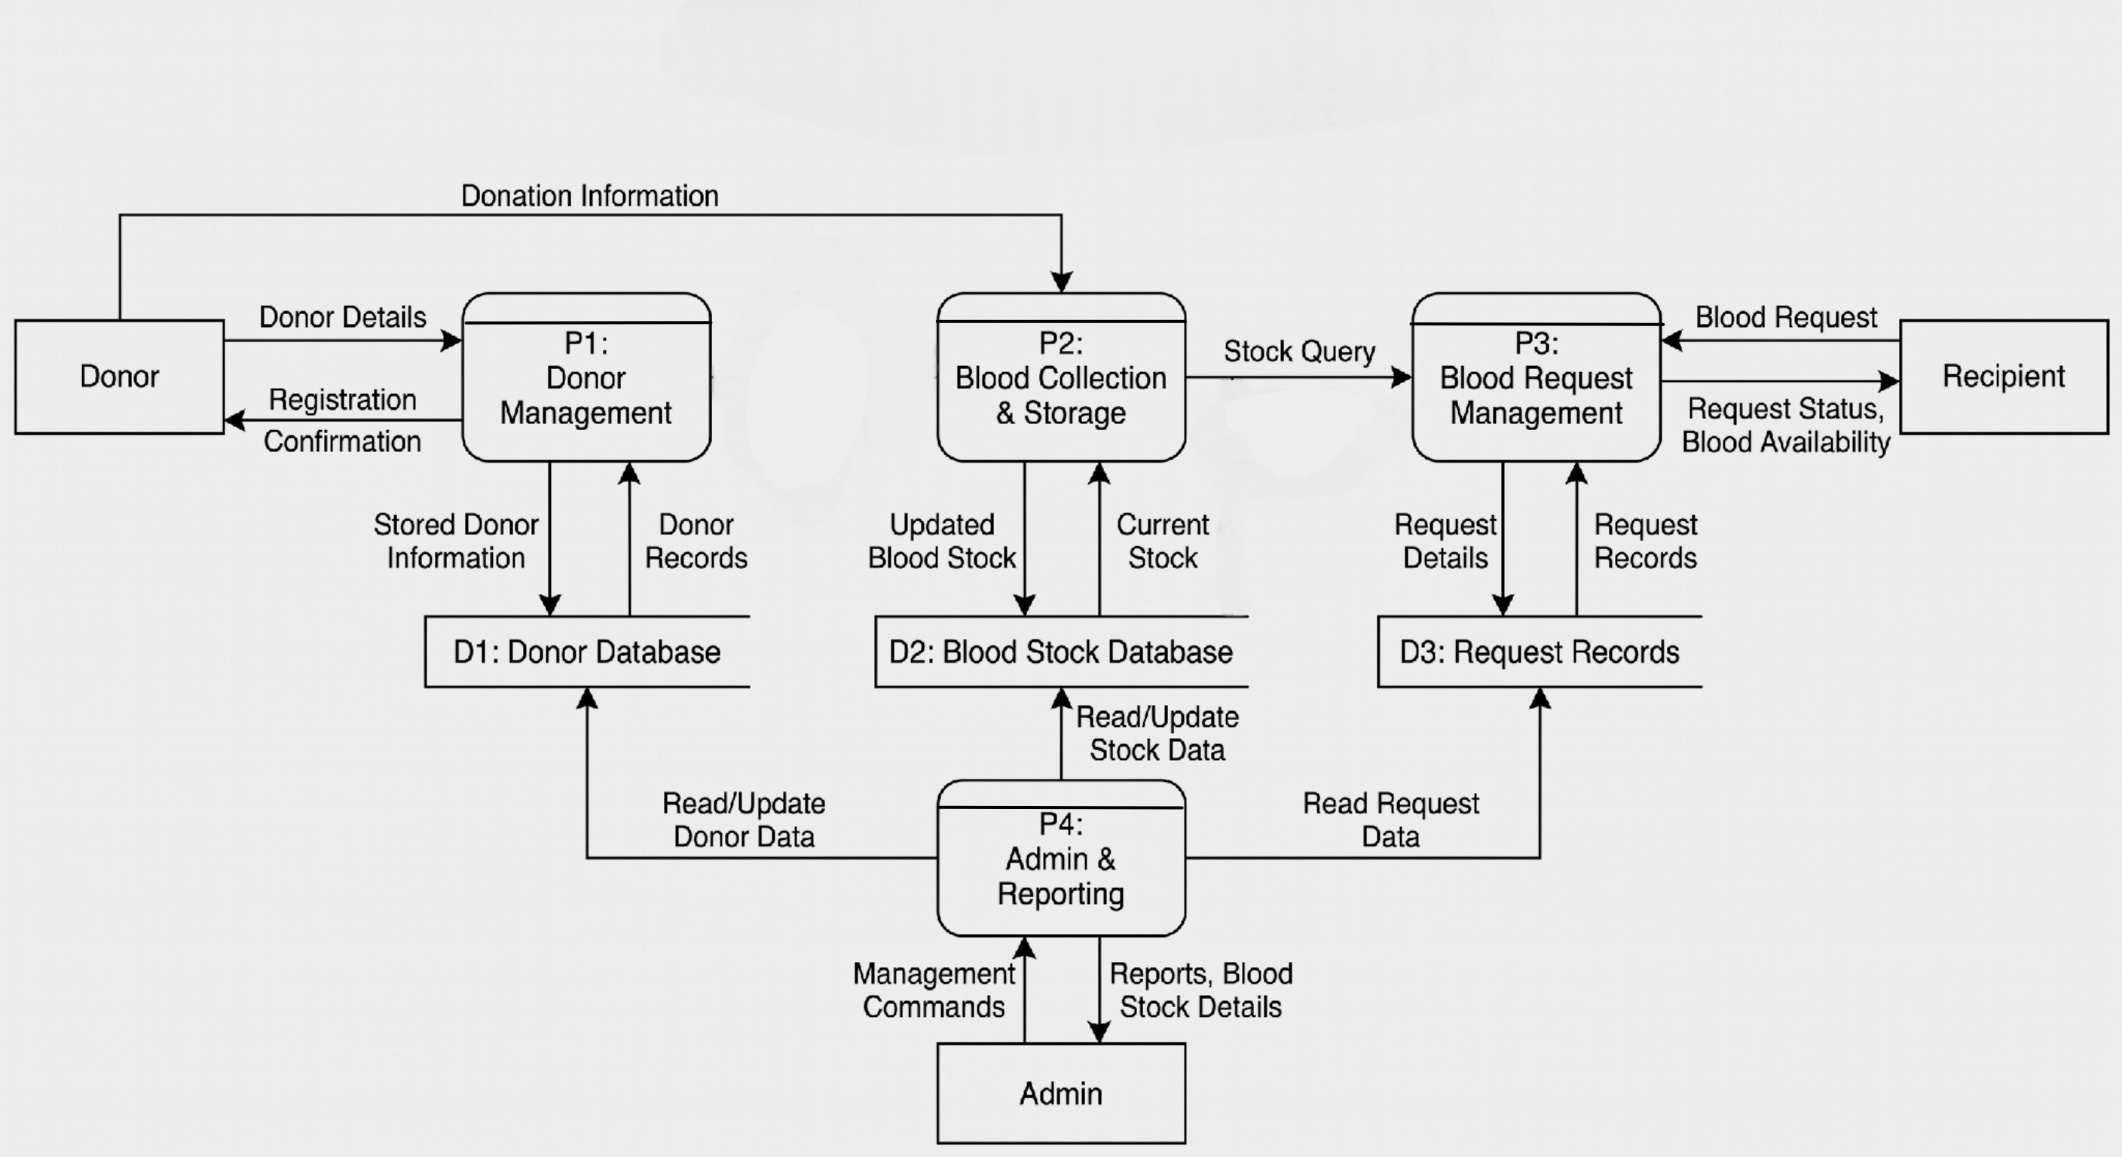 Donation Information
Donor
Donor Details
Registration
Confirmation
P1:
Donor
Management
P2:
Blood Collection
& Storage
Stock Query
P3:
Blood Request
Management
Blood Request
Request Status,
Blood Availability
Recipient
Stored Donor
Information
Donor
Records
Updated
Blood Stock
Current
Stock
Request
Details
Request
Records
D1: Donor Database
D2: Blood Stock Database
D3: Request Records
Read/Update
Stock Data
Read/Update
Donor Data
P4:
Admin &
Reporting
Read Request
Data
Management
Commands
Reports, Blood
Stock Details
Admin